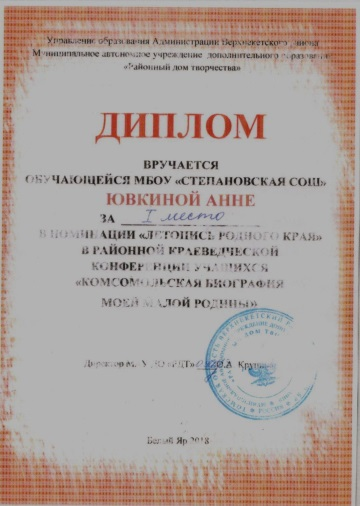 Управление образования Администрации Верхнекетского района
Муниципальное автономное учреждение дополнительного образования
«Районный дом творчества»
ДИПЛОМ
ВРУЧАЕТСЯ
ОБУЧАЮЩЕЙСЯ МБОУ «СТЕПАНОВСКАЯ СОШ»
ЮВКИНОЙ АННЕ
ЗА I место
В НОМИНАЦИИ «ЛЕТОПИСЬ РОДНОГО КРАЯ»
В РАЙОННОЙ КРАЕВЕДЧЕСКОЙ
КОНФЕРЕНЦИИ УЧАЩИХСЯ
«КОМСОМОЛЬСКАЯ БИОГРАФИЯ
МОЕЙ МАЛОЙ РОДИНЫ»
Директор
Белый Яр 2018